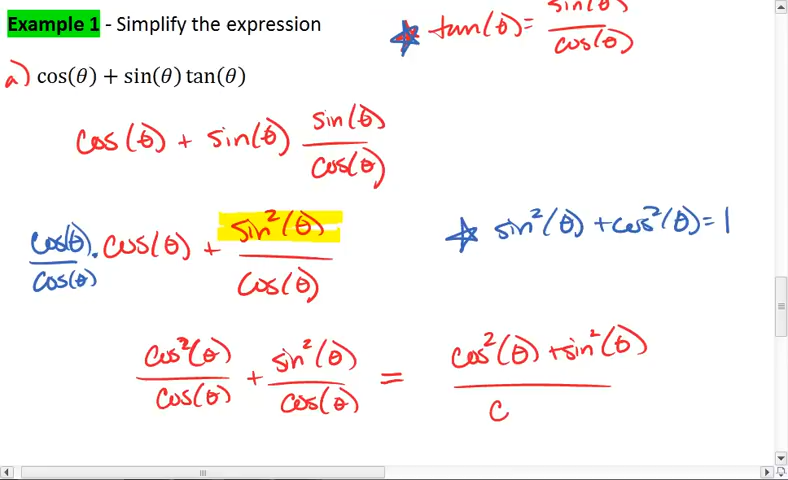 Example 1 - Simplify the expression
★ tan(θ) = sin(θ) / cos(θ)
a) cos(θ) + sin(θ) tan(θ)
cos(θ) + sin(θ) sin(θ) / cos(θ)
cos(θ) / cos(θ) · cos(θ) + sin²(θ) / cos(θ)
☆ sin²(θ) + cos²(θ) = 1
cos²(θ) / cos(θ) + sin²(θ) / cos(θ) = cos²(θ) + sin²(θ) / c